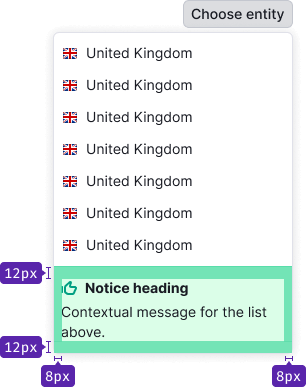 Choose entity
United Kingdom
United Kingdom
United Kingdom
United Kingdom
United Kingdom
United Kingdom
United Kingdom
12px
Notice heading
Contextual message for the list
above.
12px
8px
8px